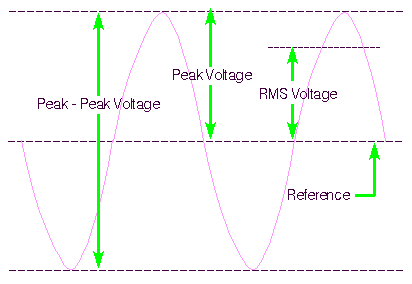 Peak Voltage
RMS Voltage
Peak - Peak Voltage
Reference